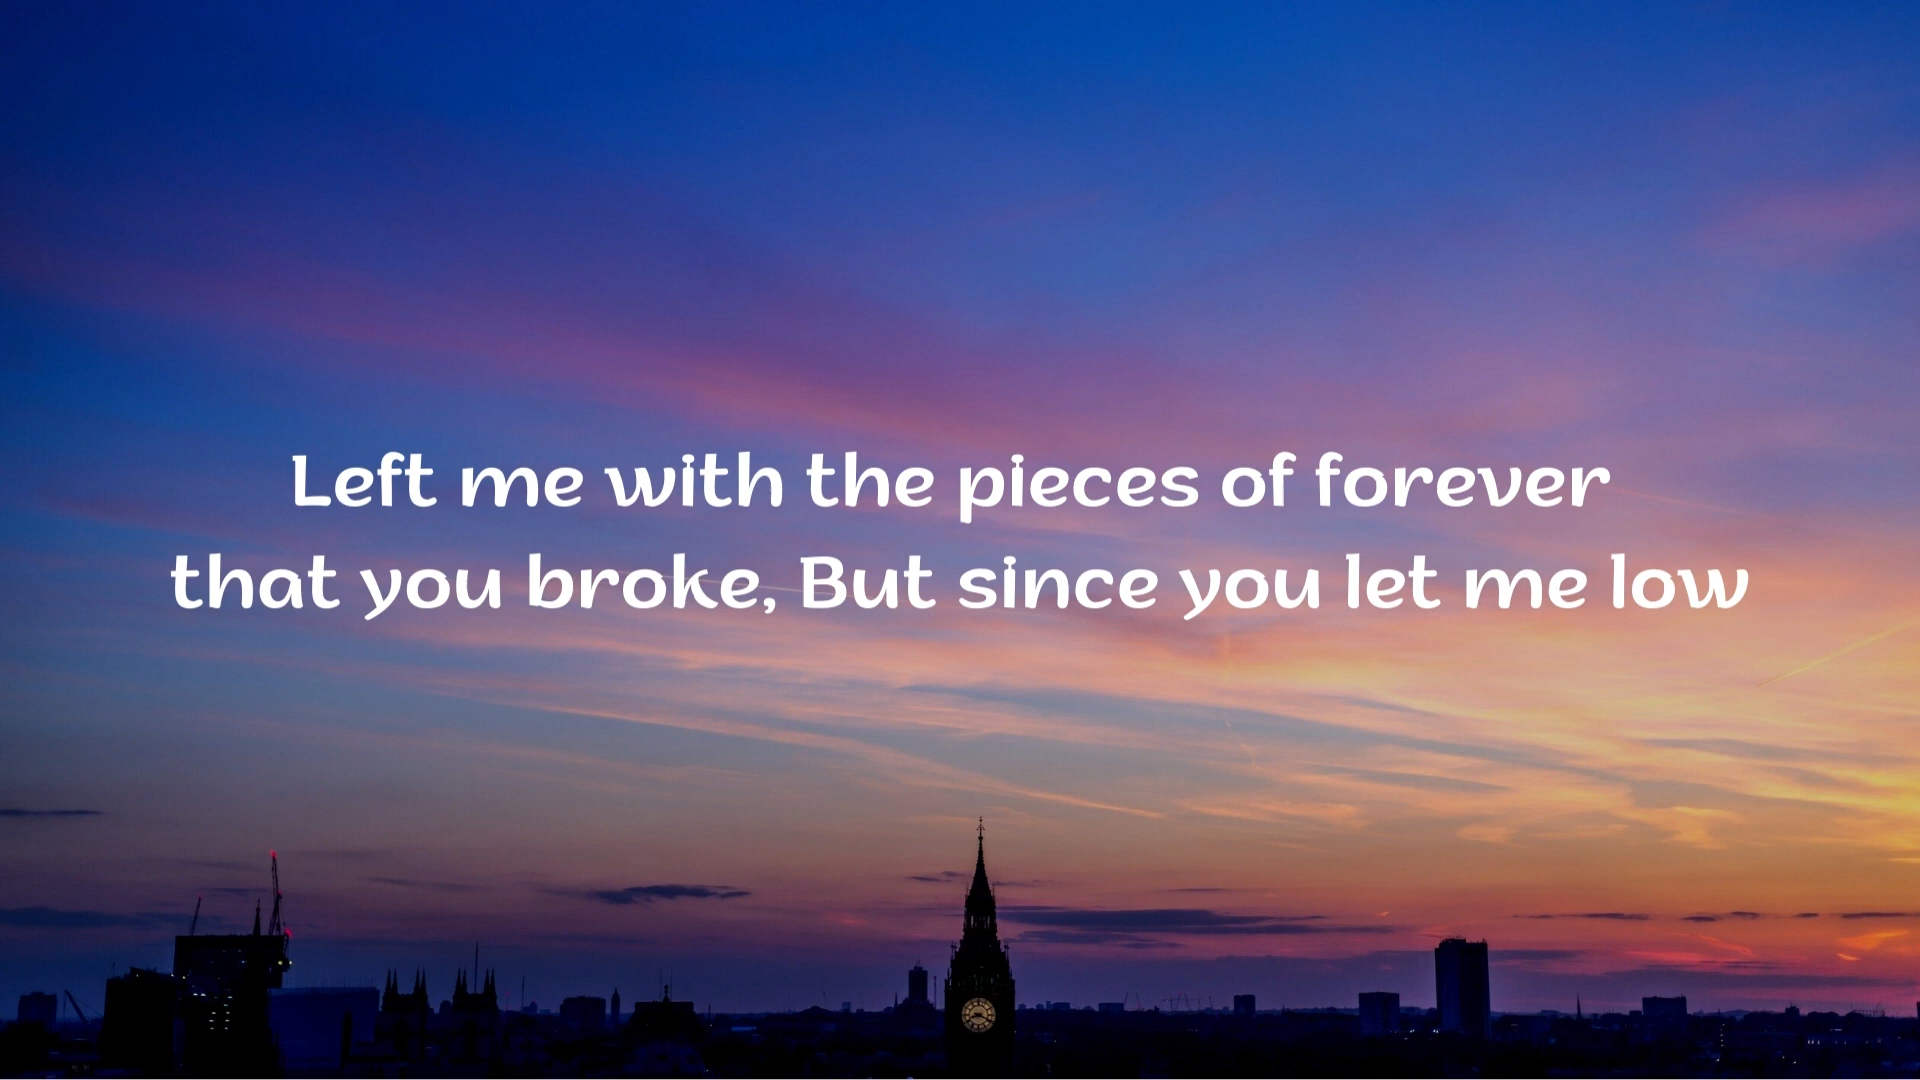 Left me with the pieces of forever
that you broke, But since you let me low